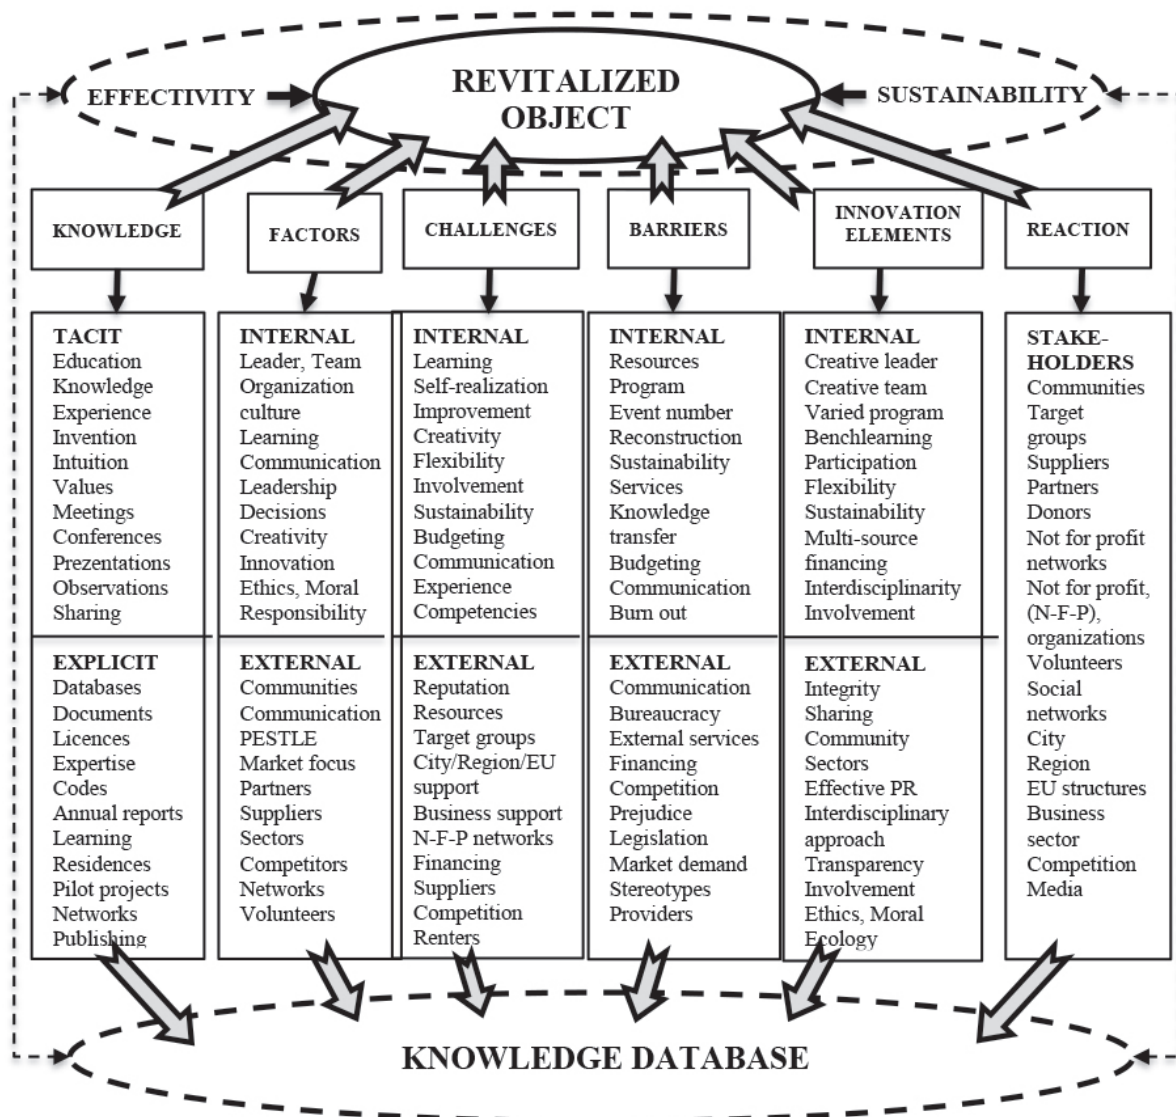 REVITALIZED
OBJECT
EFFECTIVITY
SUSTAINABILITY
KNOWLEDGE
FACTORS
CHALLENGES
BARRIERS
INNOVATION
ELEMENTS
REACTION
TACIT
Education
Knowledge
Experience
Invention
Intuition
Values
Meetings
Conferences
Prezentations
Observations
Sharing
EXPLICIT
Databases
Documents
Licences
Expertise
Codes
Annual reports
Learning
Residences
Pilot projects
Networks
Publishing
INTERNAL
Leader, Team
Organization
culture
Learning
Communication
Leadership
Decisions
Creativity
Innovation
Ethics, Moral
Responsibility
EXTERNAL
Communities
Communication
PESTLE
Market focus
Partners
Suppliers
Sectors
Competitors
Networks
Volunteers
INTERNAL
Learning
Self-realization
Improvement
Creativity
Flexibility
Involvement
Sustainability
Budgeting
Communication
Experience
Competencies
EXTERNAL
Reputation
Resources
Target groups
City/Region/EU
support
Business support
N-F-P networks
Financing
Suppliers
Competition
Renters
INTERNAL
Resources
Program
Event number
Reconstruction
Sustainability
Services
Knowledge
transfer
Budgeting
Communication
Burn out
EXTERNAL
Communication
Bureaucracy
External services
Financing
Competition
Prejudice
Legislation
Market demand
Stereotypes
Providers
INTERNAL
Creative leader
Creative team
Varied program
Benchlearning
Participation
Flexibility
Sustainability
Multi-source
financing
Interdisciplinarity
Involvement
EXTERNAL
Integrity
Sharing
Community
Sectors
Effective PR
Interdisciplinary
approach
Transparency
Involvement
Ethics, Moral
Ecology
STAKE-
HOLDERS
Communities
Target
groups
Suppliers
Partners
Donors
Not for profit
networks
Not for profit,
(N-F-P),
organizations
Volunteers
Social
networks
City
Region
EU structures
Business
sector
Competition
Media
KNOWLEDGE DATABASE